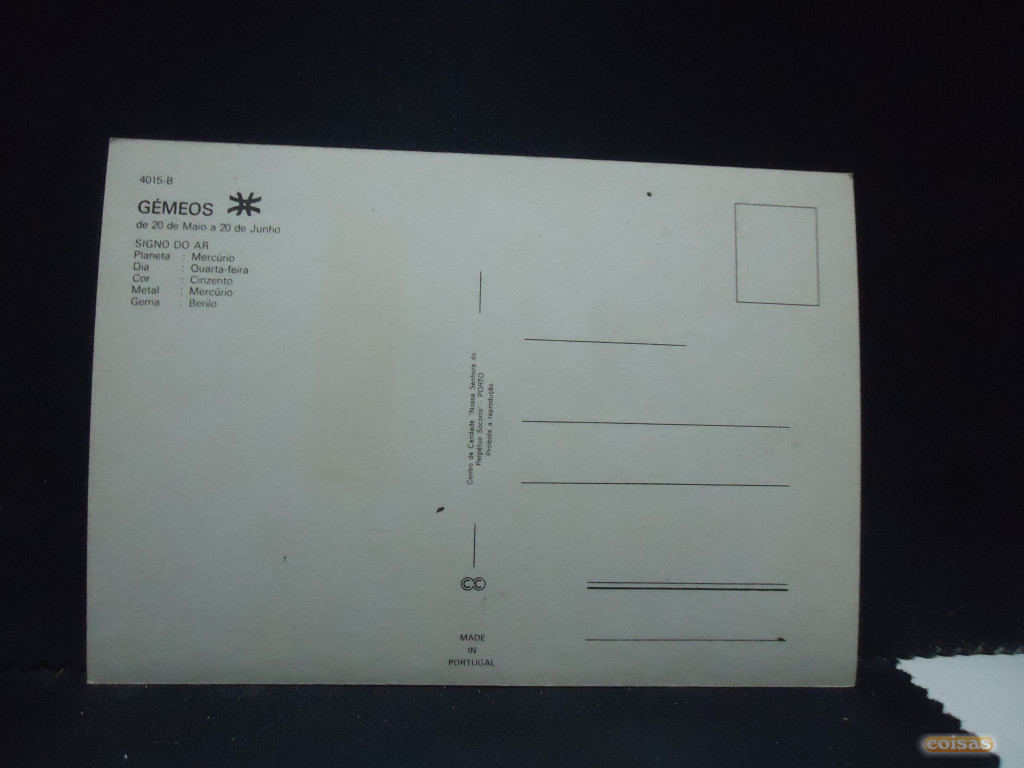 4015-B
GÉMEOS
de 20 de Maio a 20 de Junho
SIGNO DO AR
Planeta : Mercúrio
Dia : Quarta-feira
Cor : Cinzento
Metal : Mercúrio
Gema : Berilo
Centro de Caridade "Nossa Senhora do
Perpétuo Socorro" - PORTO
Proibida a reprodução
CC
MADE
IN
PORTUGAL
coisas